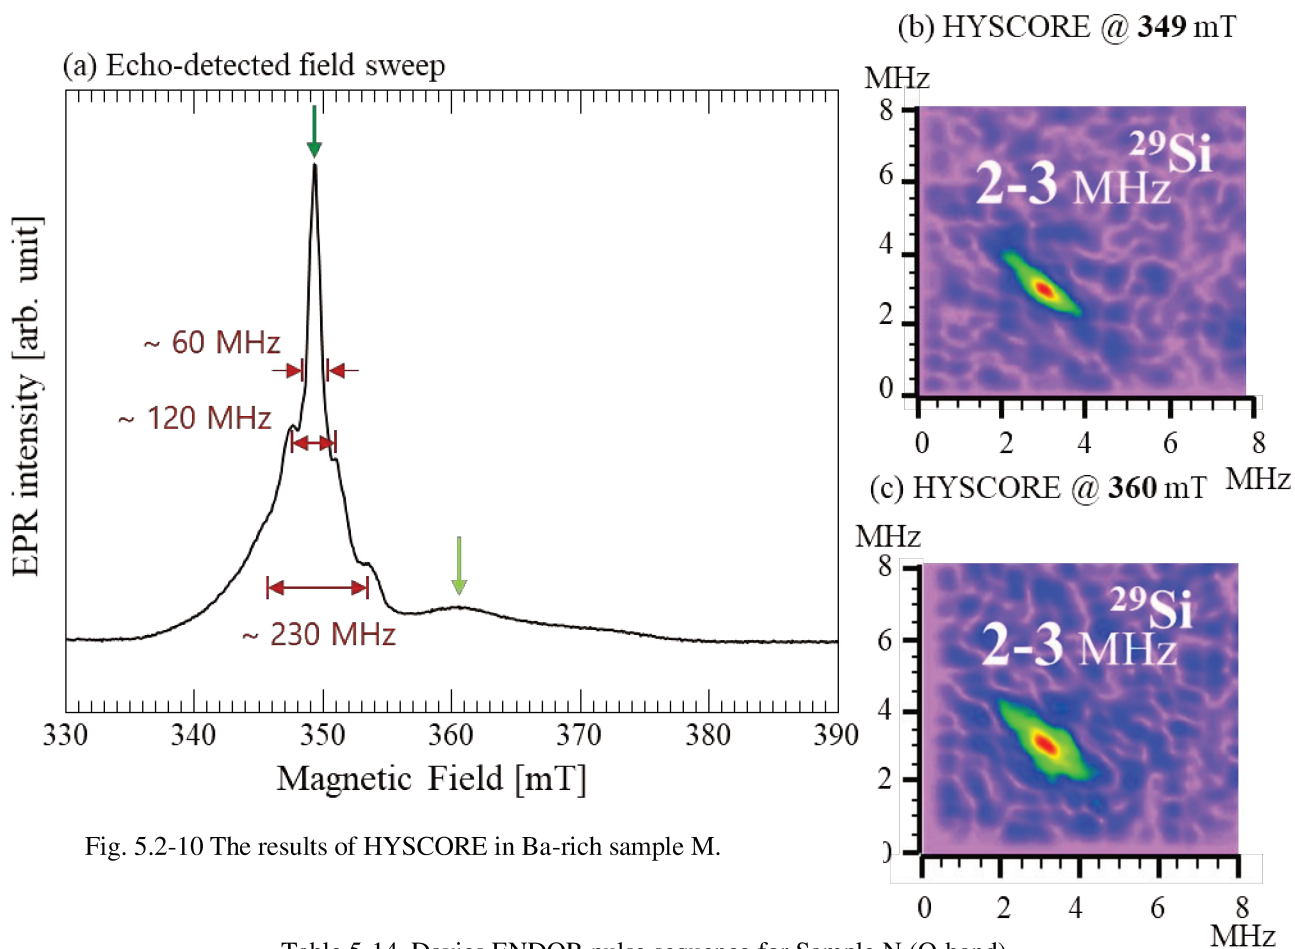 (b) HYSCORE @ 349 mT
(a) Echo-detected field sweep
MHz
8
6
4
2
0
29Si
2-3 MHz
0 2 4 6 8
MHz
EPR intensity [arb. unit]
~ 60 MHz
~ 120 MHz
~ 230 MHz
330 340 350 360 370 380 390
Magnetic Field [mT]
(c) HYSCORE @ 360 mT
MHz
8
6
4
2
29Si
2-3 MHz
0 2 4 6 8
MHz
Fig. 5.2-10 The results of HYSCORE in Ba-rich sample M.